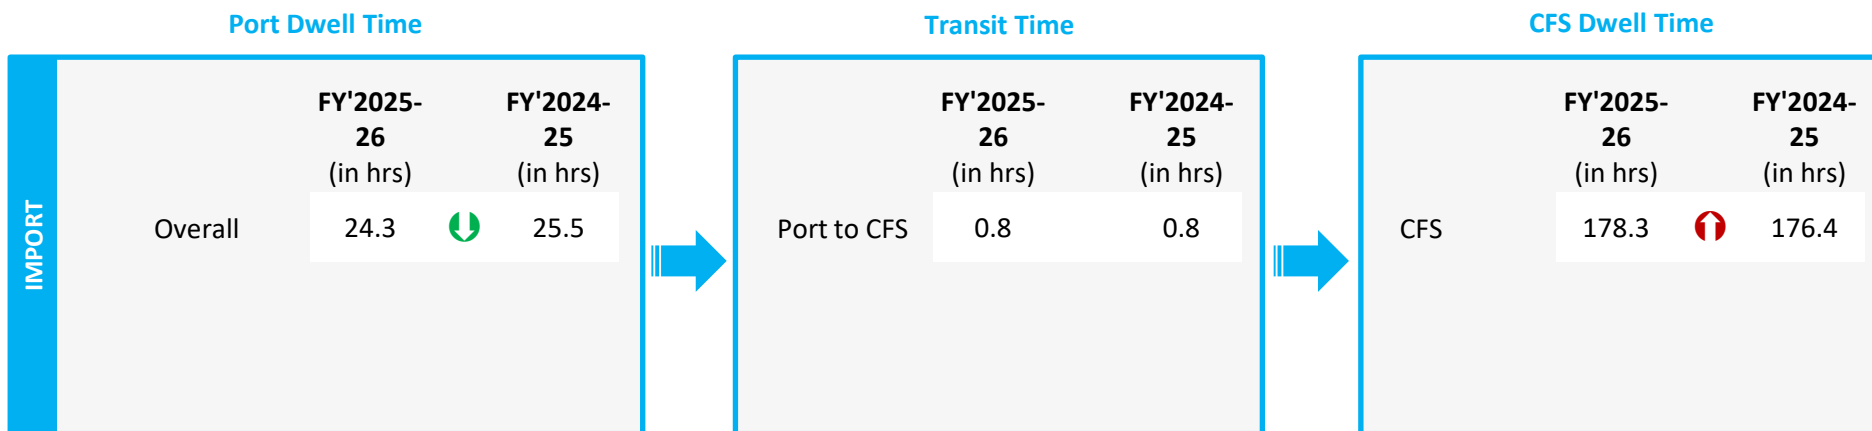 Port Dwell Time
Transit Time
CFS Dwell Time
IMPORT
FY'2025-
26
(in hrs)
FY'2024-
25
(in hrs)
Overall
24.3
25.5
FY'2025-
26
(in hrs)
FY'2024-
25
(in hrs)
Port to CFS
0.8
0.8
FY'2025-
26
(in hrs)
FY'2024-
25
(in hrs)
CFS
178.3
176.4